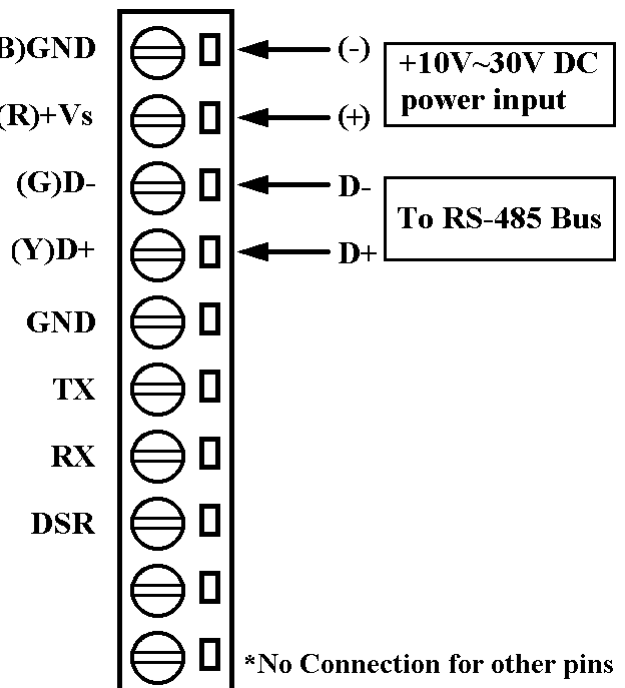 B)GND
(-)
+10V~30V DC
power input
(R)+Vs
(+)
(G)D-
D-
To RS-485 Bus
(Y)D+
D+
GND
TX
RX
DSR
*No Connection for other pins